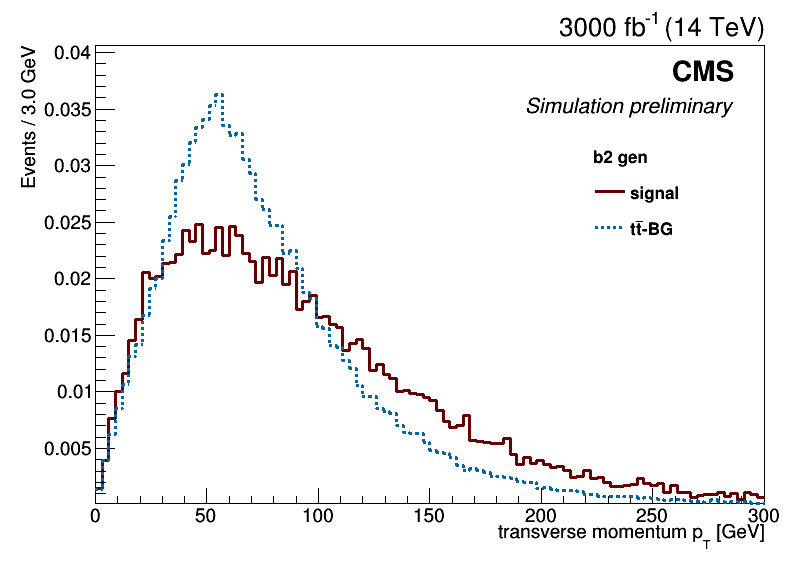 3000 fb⁻¹ (14 TeV)
Events / 3.0 GeV
0.04
0.035
0.03
0.025
0.02
0.015
0.01
0.005
CMS
Simulation preliminary
b2 gen
signal
tt̄-BG
0 50 100 150 200 250 300
transverse momentum p_T [GeV]